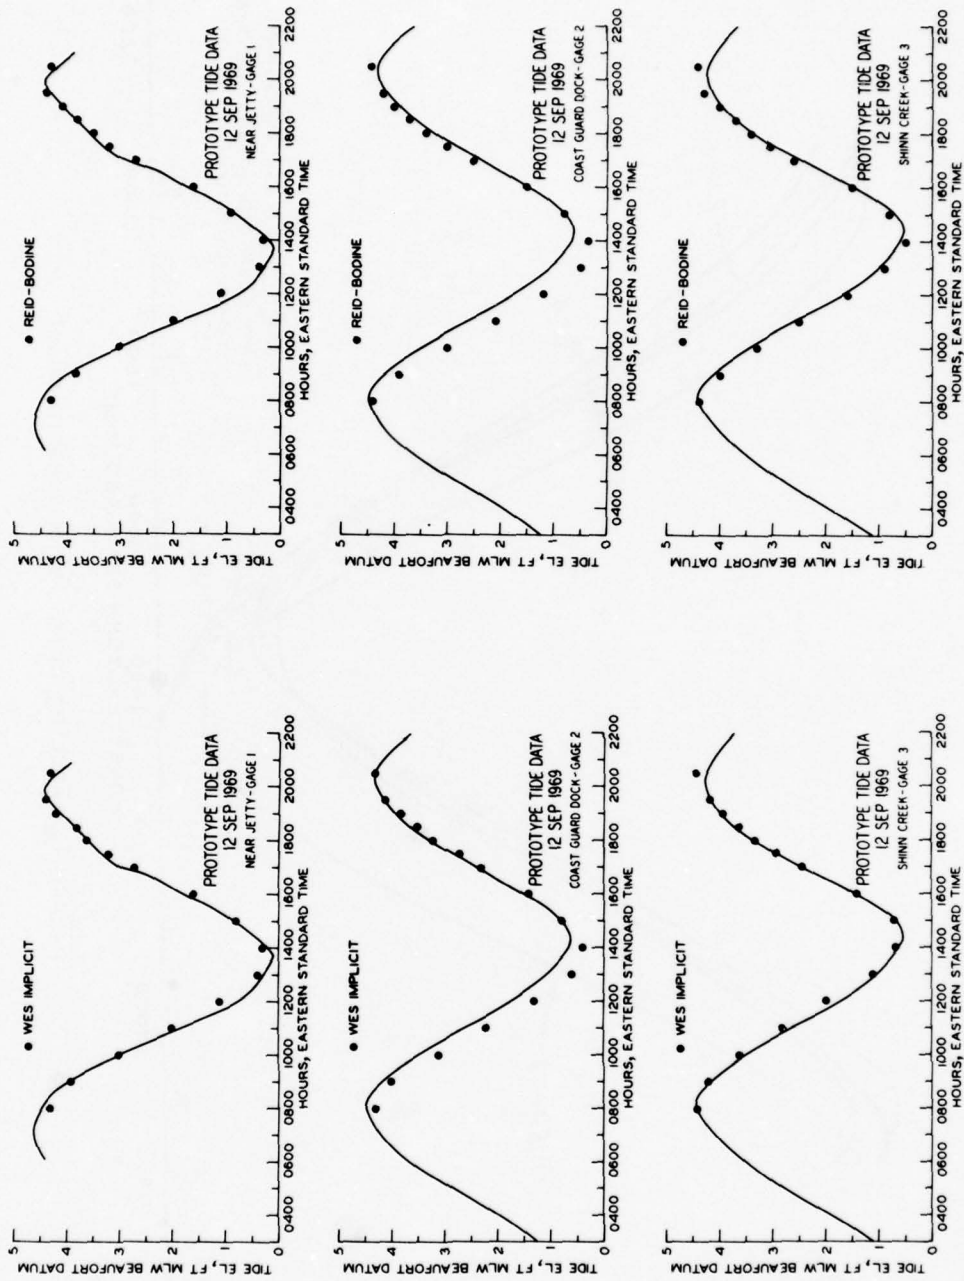 TIDE EL, FT MLW BEAUFORT DATUM
5
4
3
2
1
0
WES IMPLICIT
PROTOTYPE TIDE DATA
12 SEP 1969
NEAR JETTY-GAGE 1
0400 0600 0800 1000 1200 1400 1600 1800 2000 2200
HOURS, EASTERN STANDARD TIME
TIDE EL, FT MLW BEAUFORT DATUM
5
4
3
2
1
0
REID-BODINE
PROTOTYPE TIDE DATA
12 SEP 1969
NEAR JETTY-GAGE 1
0400 0600 0800 1000 1200 1400 1600 1800 2000 2200
HOURS, EASTERN STANDARD TIME
TIDE EL, FT MLW BEAUFORT DATUM
5
4
3
2
1
0
WES IMPLICIT
PROTOTYPE TIDE DATA
12 SEP 1969
COAST GUARD DOCK-GAGE 2
0400 0600 0800 1000 1200 1400 1600 1800 2000 2200
HOURS, EASTERN STANDARD TIME
TIDE EL, FT MLW BEAUFORT DATUM
5
4
3
2
1
0
REID-BODINE
PROTOTYPE TIDE DATA
12 SEP 1969
COAST GUARD DOCK-GAGE 2
0400 0600 0800 1000 1200 1400 1600 1800 2000 2200
HOURS, EASTERN STANDARD TIME
TIDE EL, FT MLW BEAUFORT DATUM
5
4
3
2
1
0
WES IMPLICIT
PROTOTYPE TIDE DATA
12 SEP 1969
SHINN CREEK-GAGE 3
0400 0600 0800 1000 1200 1400 1600 1800 2000 2200
HOURS, EASTERN STANDARD TIME
TIDE EL, FT MLW BEAUFORT DATUM
5
4
3
2
1
0
REID-BODINE
PROTOTYPE TIDE DATA
12 SEP 1969
SHINN CREEK-GAGE 3
0400 0600 0800 1000 1200 1400 1600 1800 2000 2200
HOURS, EASTERN STANDARD TIME